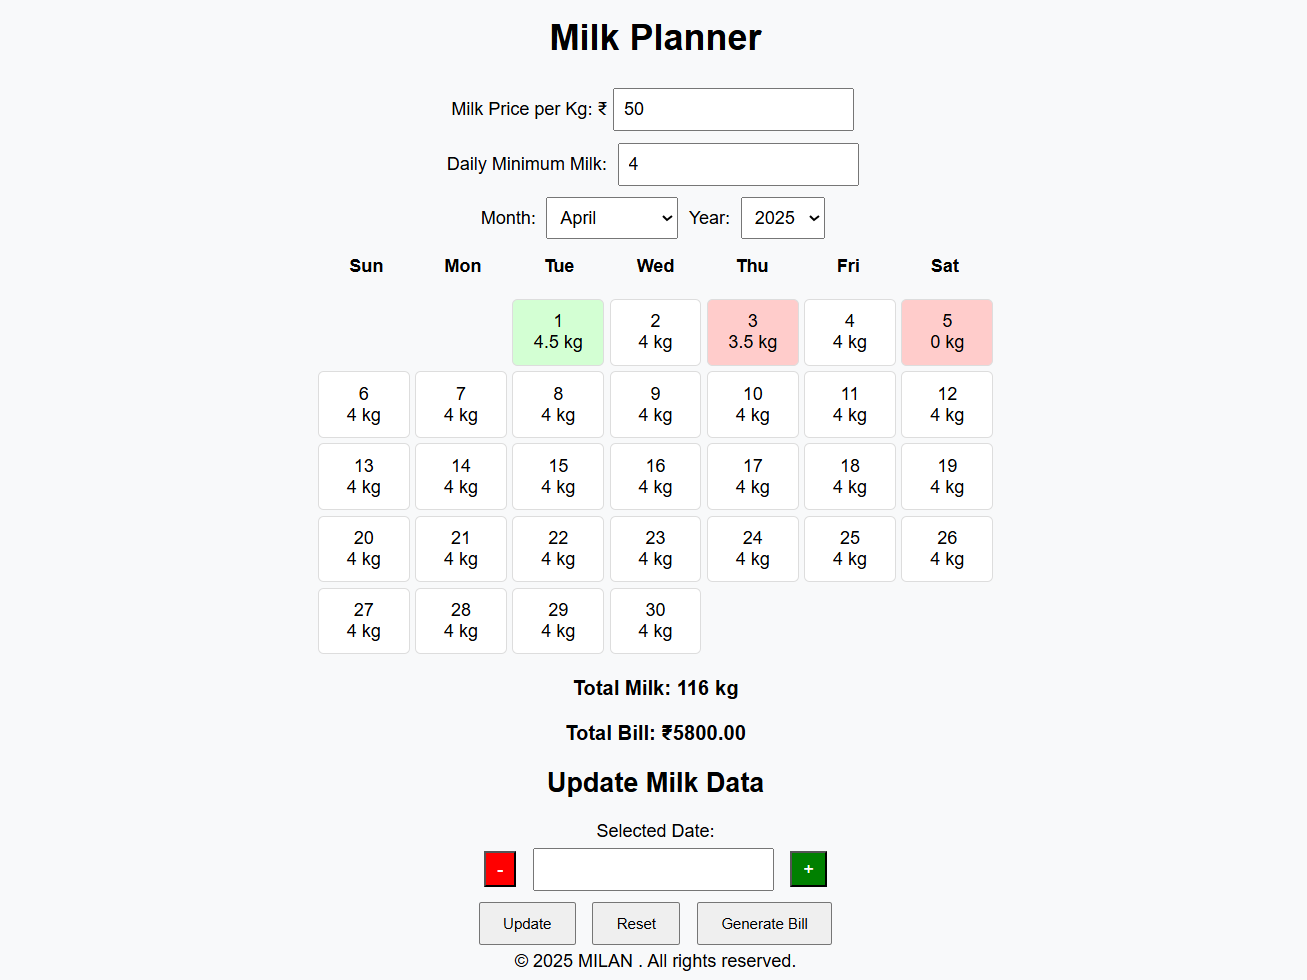 Milk Planner
Milk Price per Kg: ₹ 50
Daily Minimum Milk: 4
Month: April Year: 2025
Sun Mon Tue Wed Thu Fri Sat
1 2 3 4 5
4.5 kg 4 kg 3.5 kg 4 kg 0 kg
6 7 8 9 10 11 12
4 kg 4 kg 4 kg 4 kg 4 kg 4 kg 4 kg
13 14 15 16 17 18 19
4 kg 4 kg 4 kg 4 kg 4 kg 4 kg 4 kg
20 21 22 23 24 25 26
4 kg 4 kg 4 kg 4 kg 4 kg 4 kg 4 kg
27 28 29 30
4 kg 4 kg 4 kg 4 kg
Total Milk: 116 kg
Total Bill: ₹5800.00
Update Milk Data
Selected Date:
- +
Update Reset Generate Bill
© 2025 MILAN . All rights reserved.